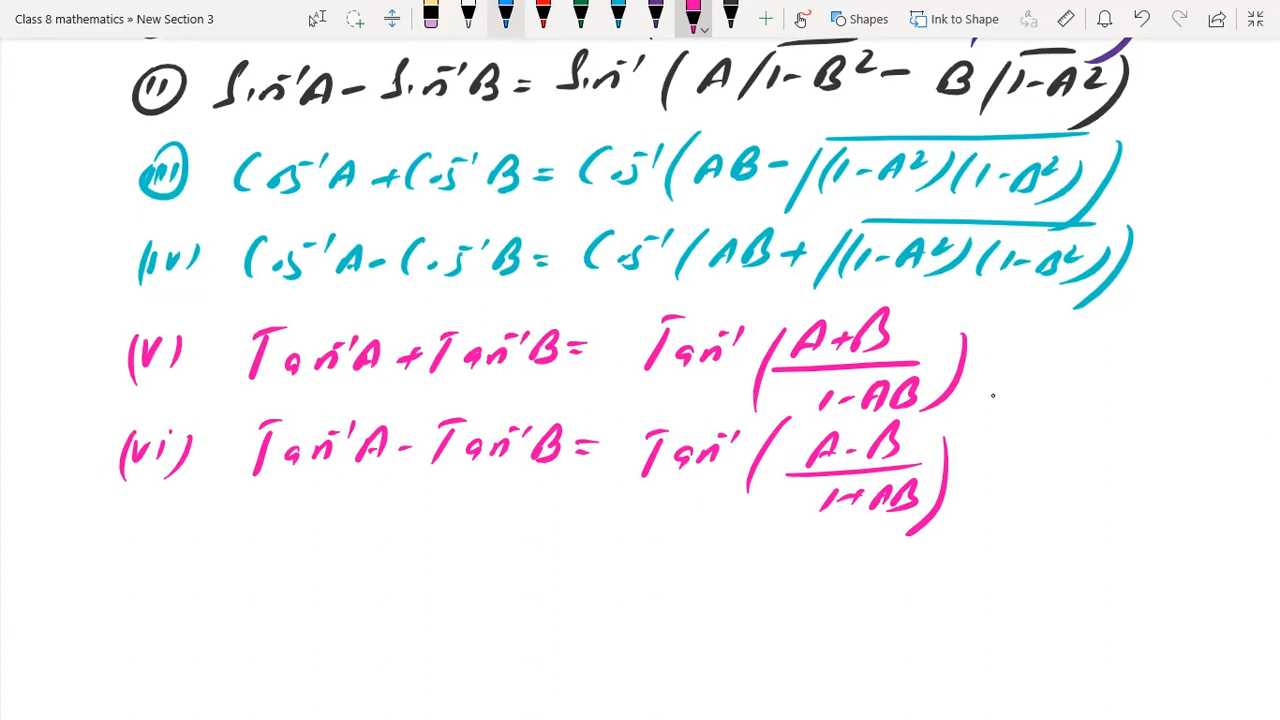 Class 8 mathematics » New Section 3
Shapes
Ink to Shape
(ii) Sin⁻¹A - Sin⁻¹B = Sin⁻¹(A√1-B² - B√1-A²)
(iii) Cos⁻¹A + Cos⁻¹B = Cos⁻¹(AB - √(1-A²)(1-B²))
(iv) Cos⁻¹A - Cos⁻¹B = Cos⁻¹(AB + √(1-A²)(1-B²))
(v) Tan⁻¹A + Tan⁻¹B = Tan⁻¹((A+B)/(1-AB))
(vi) Tan⁻¹A - Tan⁻¹B = Tan⁻¹((A-B)/(1+AB))